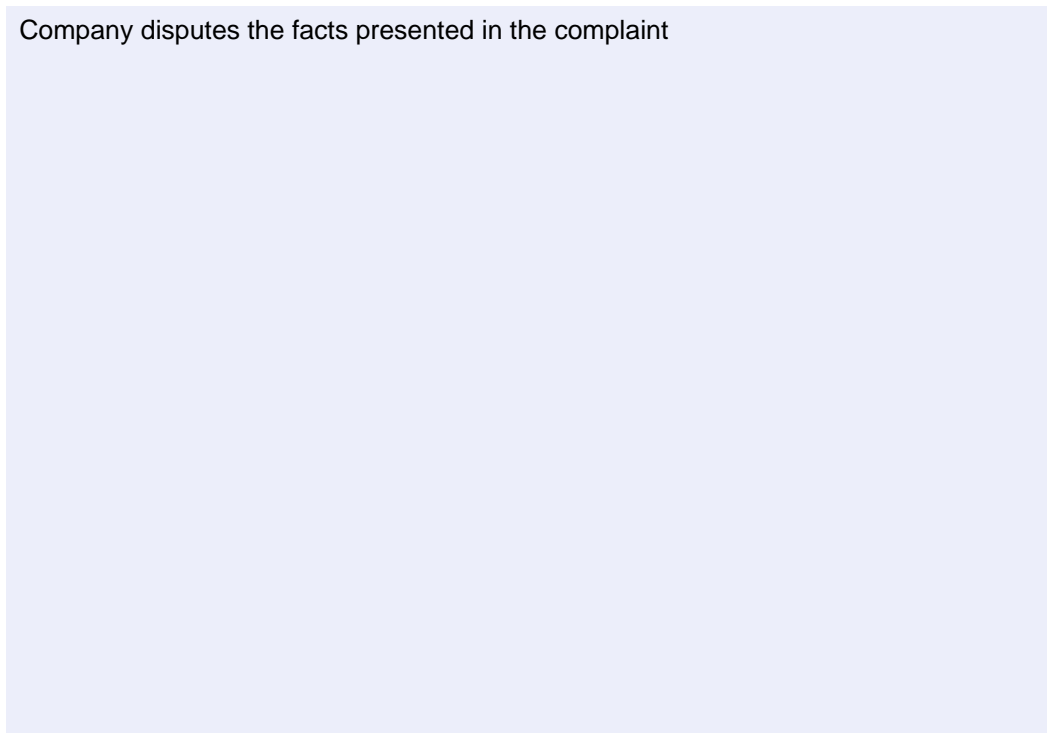 Company disputes the facts presented in the complaint